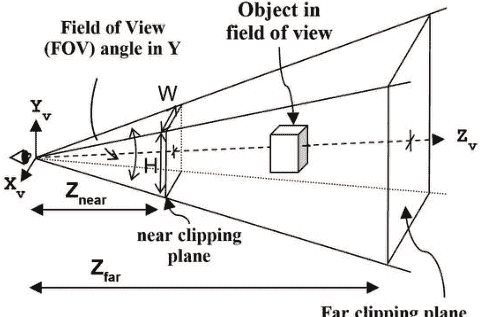 Object in
field of view
Field of View
(FOV) angle in Y
W
Yv
Zv
H
Xv
Znear
near clipping
plane
Zfar
Far clipping plane